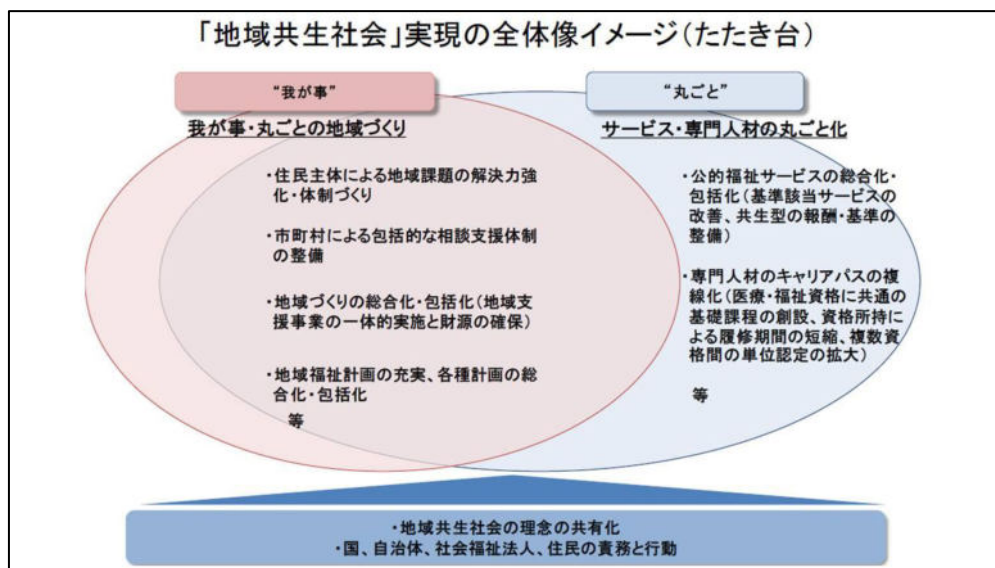 「地域共生社会」実現の全体像イメージ（たたき台）
“我が事”
我が事・丸ごとの地域づくり
・住民主体による地域課題の解決力強
化・体制づくり
・市町村による包括的な相談支援体制
の整備
・地域づくりの総合化・包括化（地域支
援事業の一体的実施と財源の確保）
・地域福祉計画の充実、各種計画の総
合化・包括化
等
“丸ごと”
サービス・専門人材の丸ごと化
・公的福祉サービスの総合化・
包括化（基準該当サービスの
改善、共生型の報酬・基準の
整備）
・専門人材のキャリアパスの複
線化（医療・福祉資格に共通の
基礎課程の創設、資格所持に
よる履修期間の短縮、複数資
格間の単位認定の拡大）
等
・地域共生社会の理念の共有化
・国、自治体、社会福祉法人、住民の責務と行動